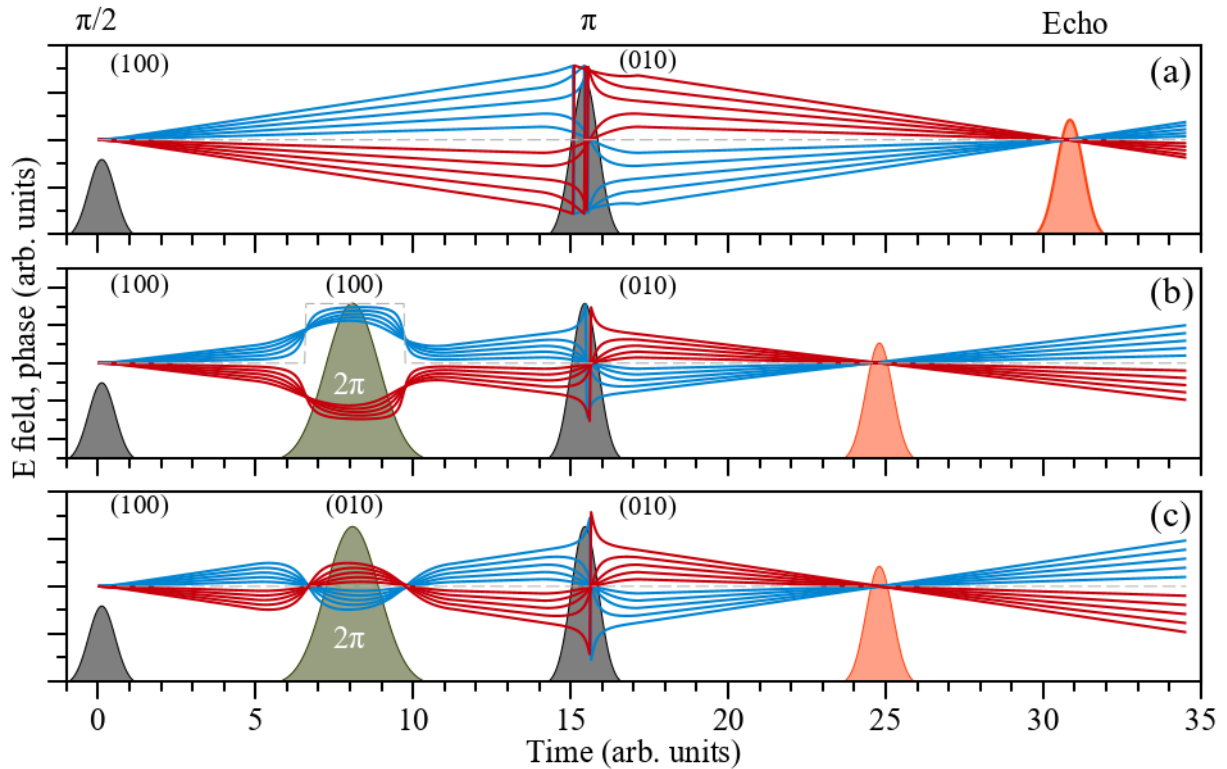 π/2 π Echo
(100) (010) (a)
(100) (100) (010) (b)
2π
(100) (010) (010) (c)
2π
0 5 10 15 20 25 30 35
Time (arb. units)
E field, phase (arb. units)